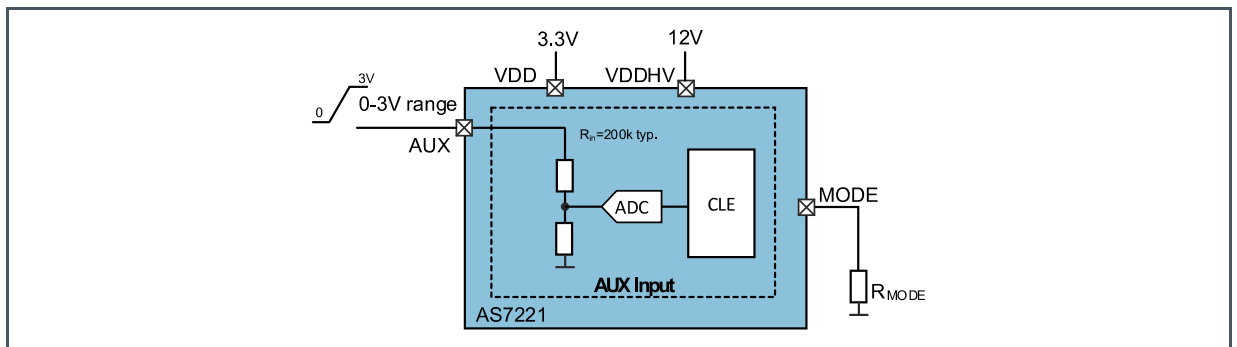 3.3V
12V
VDD
VDDHV
3V
0
0-3V range
AUX
Rin=200k typ.
MODE
ADC
CLE
RMODE
AUX Input
AS7221